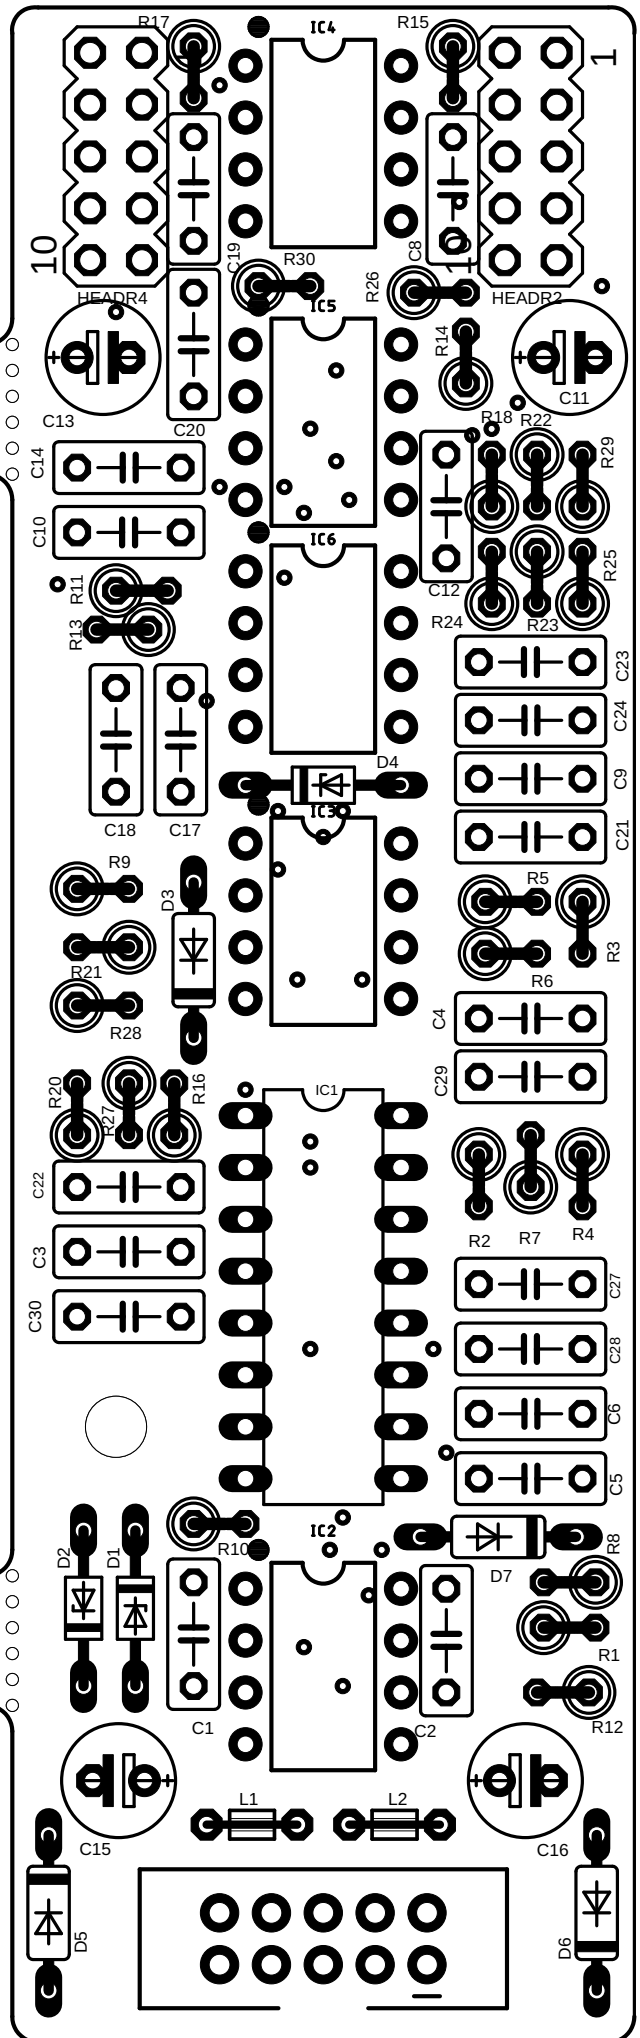 R17
IC4
R15
1
10
C19
R30
C8
10
R26
HEADR4
HEADR2
IC5
R14
C13
C11
C20
R18
R22
C14
R29
C10
IC6
R11
C12
R25
R13
R24
R23
C23
C24
D4
C9
IC3
C18
C17
C21
R9
D3
R5
R21
R3
R6
R28
C4
C29
R20
R27
R16
IC1
C22
R2
R7
R4
C3
C27
C30
C28
C6
C5
IC2
D2
D1
R10
R8
D7
R1
C1
C2
R12
L1
L2
C15
C16
D5
D6